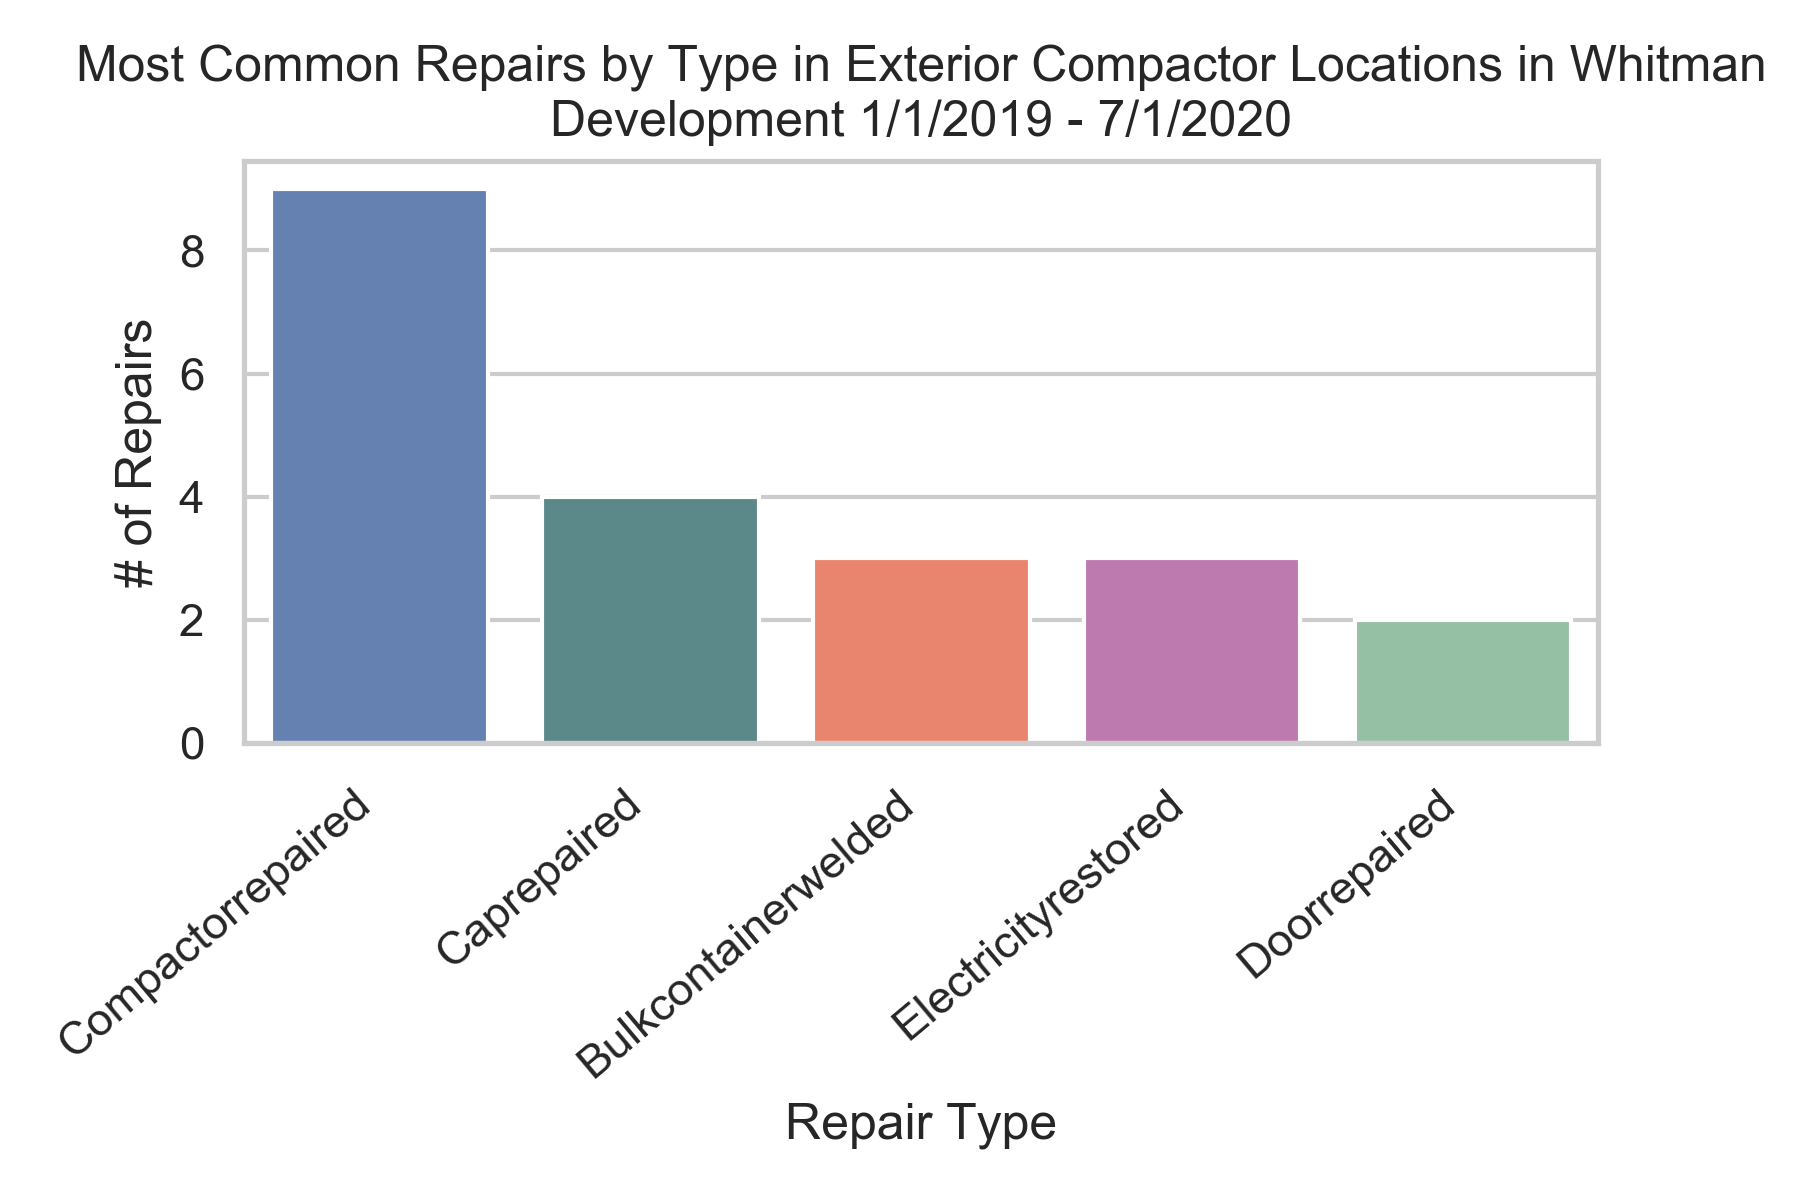 Most Common Repairs by Type in Exterior Compactor Locations in Whitman
Development 1/1/2019 - 7/1/2020
# of Repairs
8
6
4
2
0
Compactorrepaired
Caprepaired
Bulkcontainerwelded
Electricityrestored
Doorrepaired
Repair Type